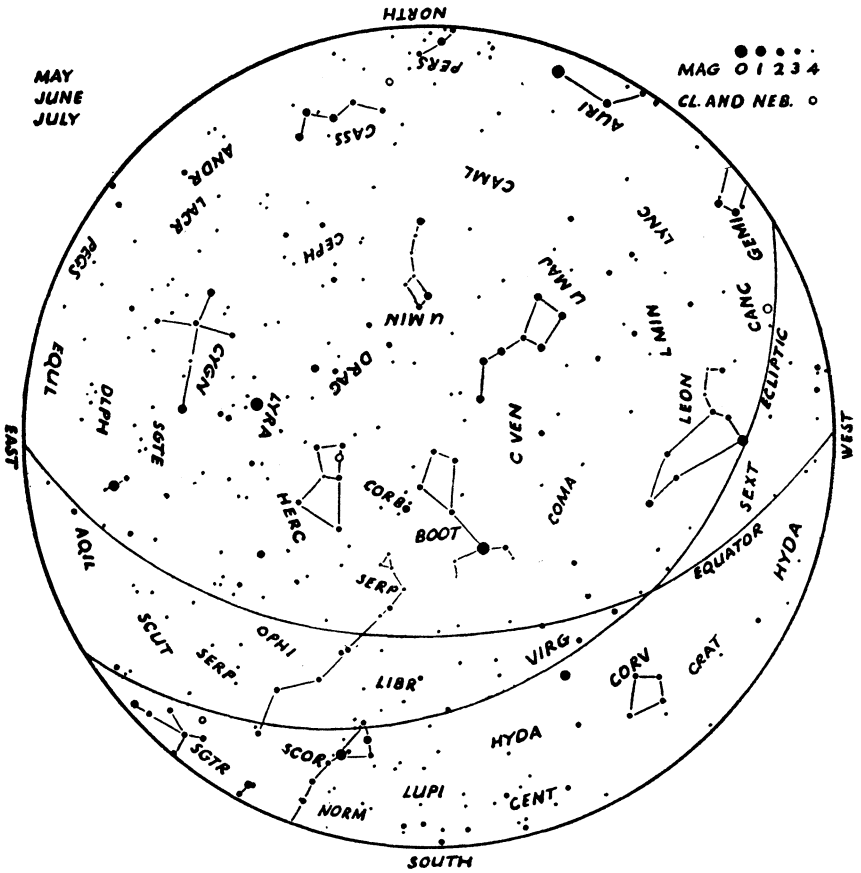 NORTH
MAY
JUNE
JULY
MAG 0 1 2 3 4
CL. AND NEB.
PERS
AURI
CASS
ANDR
CAML
LACR
LYNC
GEMI
CEPH
PEGS
U MAJ
U MIN
CANC
L MIN
CYGN
EQUL
DRAG
ECLIPTIC
DLPH
SGTE
LYRA
C VEN
LEON
EAST
WEST
HERC
CORB
COMA
SEXT
BOOT
AQIL
EQUATOR
HYDA
SERP
SCUT
OPHI
SERP
VIRG
CORV
CRAT
LIBR
SCOR
SGTR
HYDA
LUPI
CENT
NORM
SOUTH